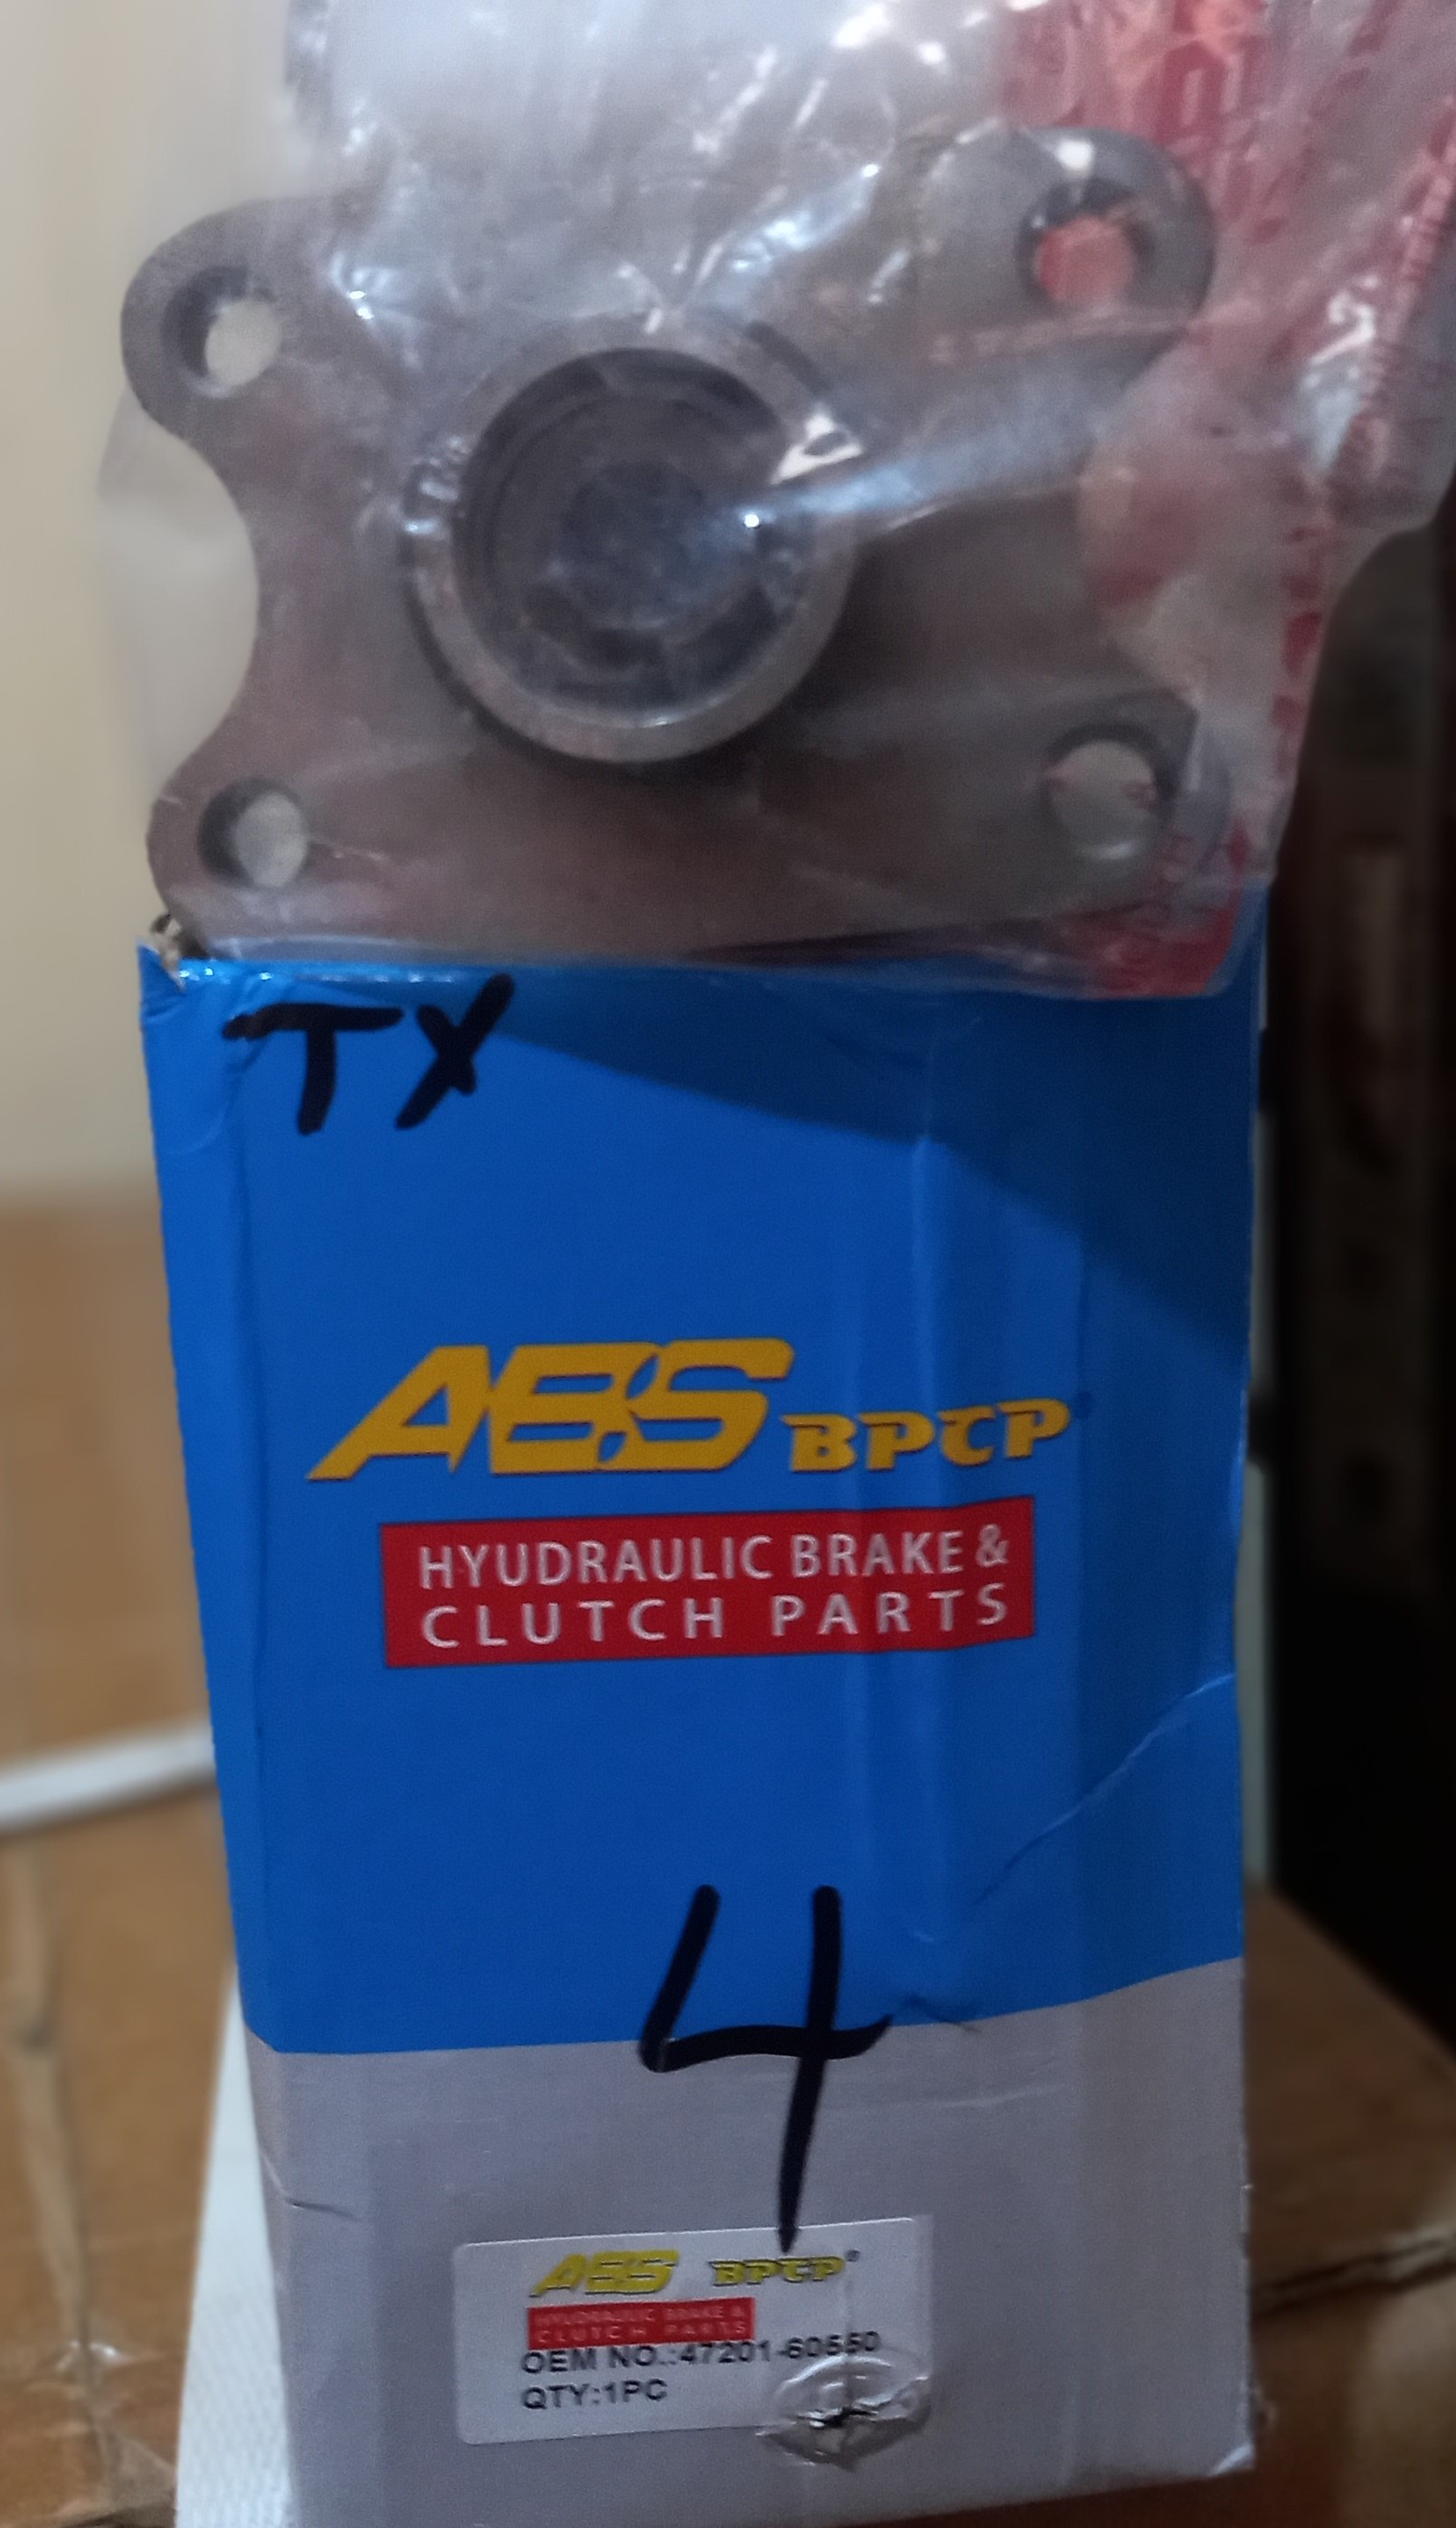 TX
ABS BPCP
HYUDRAULIC BRAKE &
CLUTCH PARTS
4
ABS BPCP®
HYUDRAULIC BRAKE &
CLUTCH PARTS
OEM NO.:47201-60550
QTY:1PC